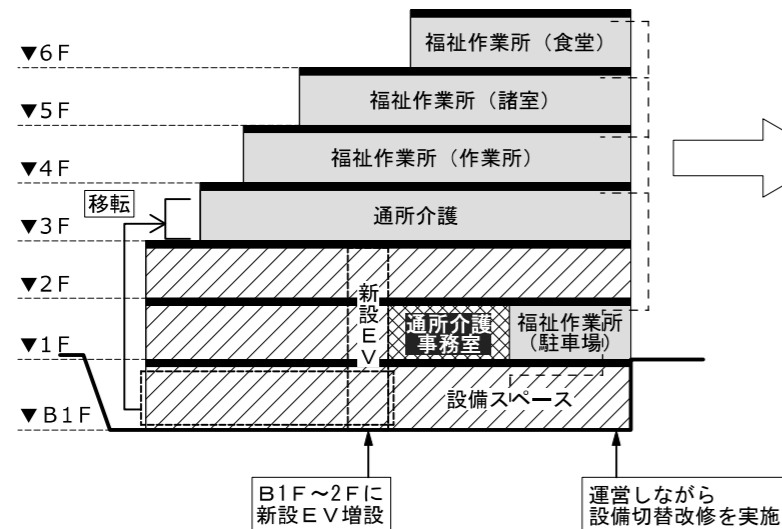 ▼6F
福祉作業所（食堂）
▼5F
福祉作業所（諸室）
▼4F
福祉作業所（作業所）
移転
▼3F
通所介護
▼2F
新設EV
▼1F
通所介護
事務室
福祉作業所
（駐車場）
▼B1F
設備スペース
B1F～2Fに
新設EV増設
運営しながら
設備切替改修を実施